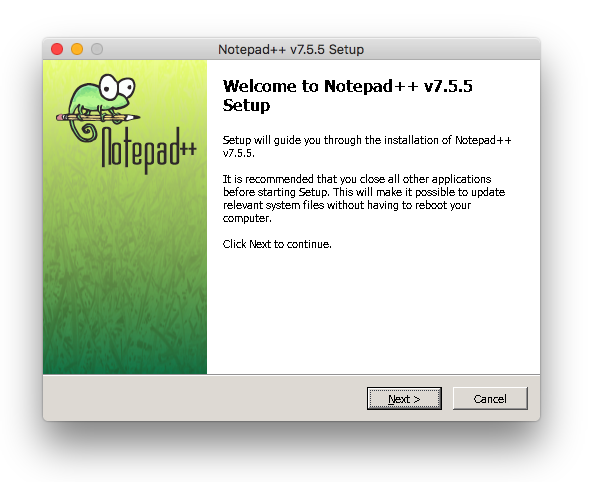 Notepad++ v7.5.5 Setup
Notepad++
Welcome to Notepad++ v7.5.5
Setup
Setup will guide you through the installation of Notepad++
v7.5.5.
It is recommended that you close all other applications
before starting Setup. This will make it possible to update
relevant system files without having to reboot your
computer.
Click Next to continue.
Next >
Cancel